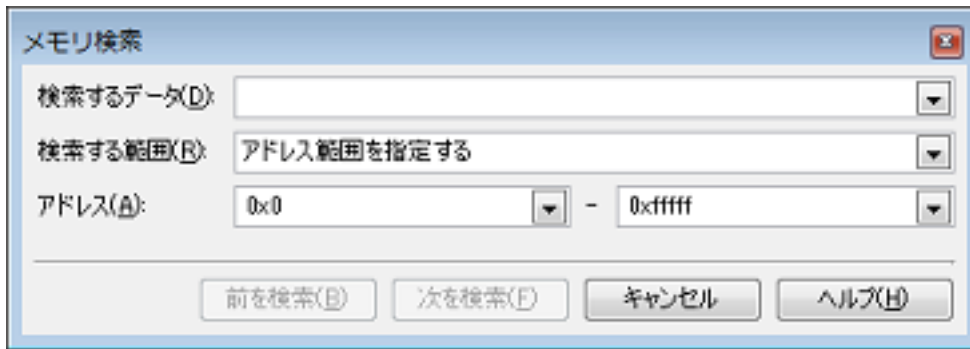 メモリ検索
検索するデータ(D):
検索する範囲(R): アドレス範囲を指定する
アドレス(A): 0x0 - 0xfffff
前を検索(B) 次を検索(F) キャンセル ヘルプ(H)